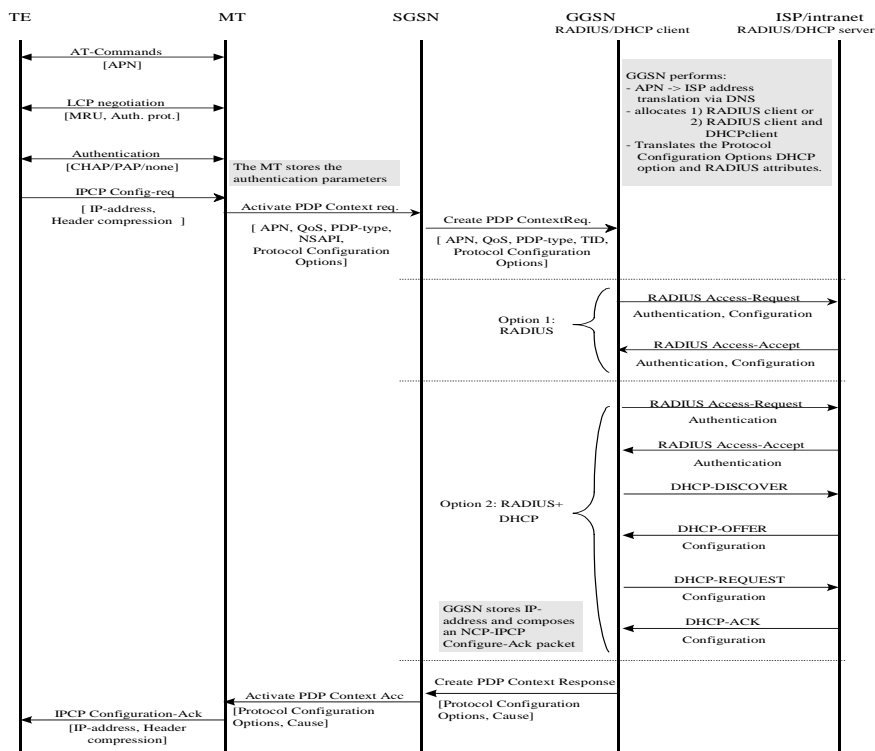 TE
MT
SGSN
GGSN
RADIUS/DHCP client
ISP/intranet
RADIUS/DHCP server
AT-Commands
[APN]
LCP negotiation
[MRU, Auth. prot.]
Authentication
[CHAP/PAP/none]
IPCP Config-req
[ IP-address,
Header compression ]
The MT stores the
authentication parameters
GGSN performs:
- APN -> ISP address
translation via DNS
- allocates 1) RADIUS client or
2) RADIUS client and
DHCPclient
- Translates the Protocol
Configuration Options DHCP
option and RADIUS attributes.
Activate PDP Context req.
[ APN, QoS, PDP-type,
NSAPI,
Protocol Configuration
Options]
Create PDP ContextReq.
[ APN, QoS, PDP-type, TID,
Protocol Configuration
Options]
Option 1:
RADIUS
RADIUS Access-Request
Authentication, Configuration
RADIUS Access-Accept
Authentication, Configuration
Option 2: RADIUS+
DHCP
RADIUS Access-Request
Authentication
RADIUS Access-Accept
Authentication
DHCP-DISCOVER
DHCP-OFFER
Configuration
DHCP-REQUEST
Configuration
DHCP-ACK
Configuration
GGSN stores IP-
address and composes
an NCP-IPCP
Configure-Ack packet
Create PDP Context Response
[Protocol Configuration
Options, Cause]
Activate PDP Context Acc
[Protocol Configuration
Options, Cause]
IPCP Configuration-Ack
[IP-address, Header
compression]